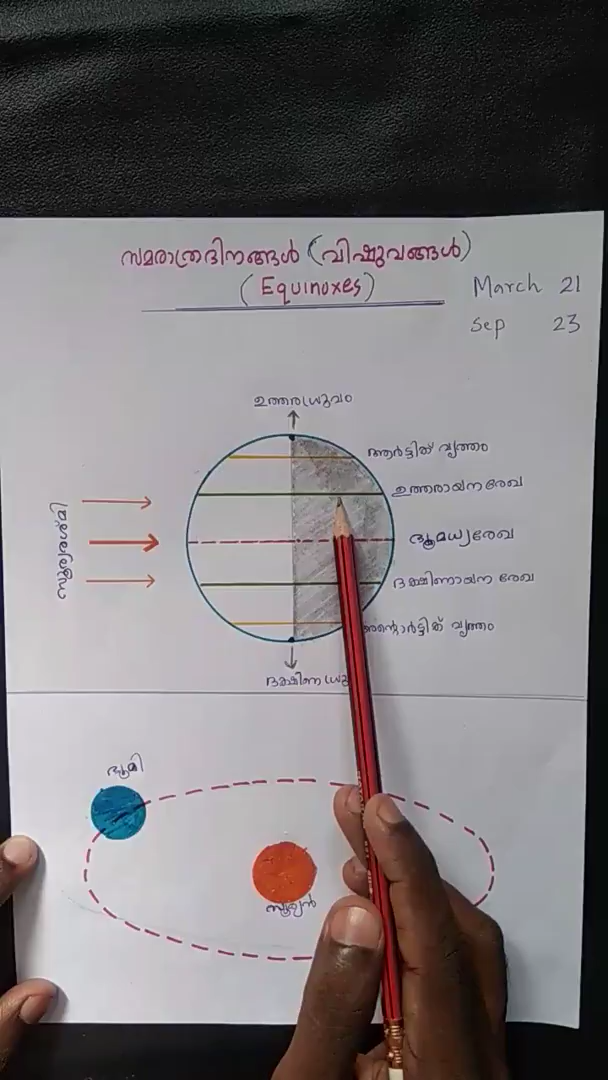 സമരാത്രദിനങ്ങൾ (വിഷുവങ്ങൾ)
(Equinoxes)
March 21
Sep 23
ഉത്തരധ്രുവം
ആർട്ടിക് വൃത്തം
ഉത്തരായന രേഖ
ഭൂമധ്യരേഖ
ദക്ഷിണായന രേഖ
അന്റാർട്ടിക് വൃത്തം
സൂര്യരശ്മി
ഭൂമി
സൂര്യൻ